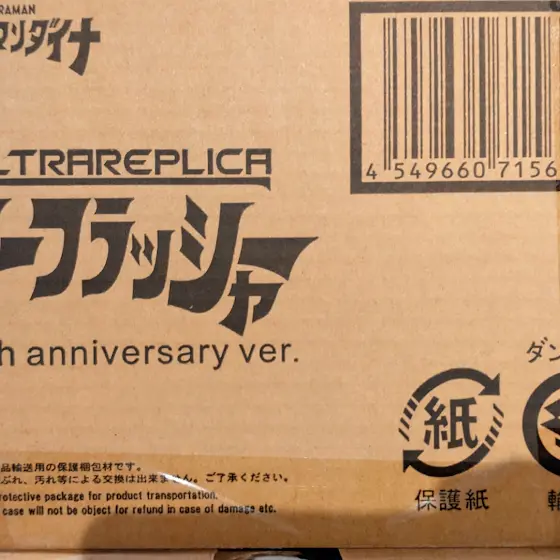 RAMAN
マンダイナ
LTRAREPLICA
ーフラッシャー
h anniversary ver.
4 549660 7156
ダン
紙
保護紙
輸
品輸送用の保護梱包材です。
ぶれ、汚れ等による交換は出来ません。ご了承ください。
rotective package for product transportation.
case will not be object for refund in case of damage etc.